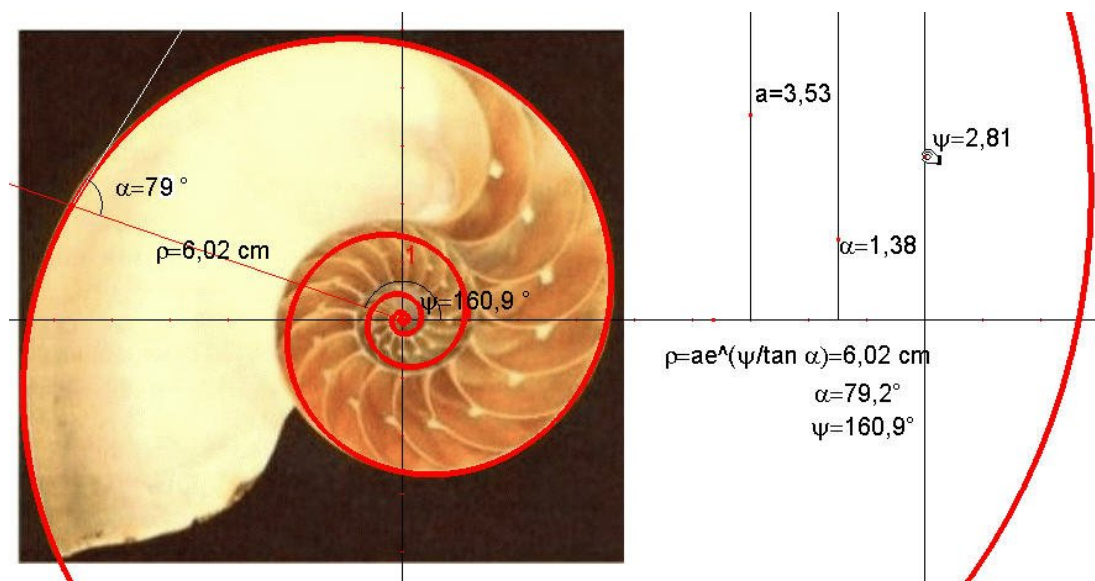 α=79 °
ρ=6,02 cm
1
ψ=160,9 °
a=3,53
ψ=2,81
α=1,38
ρ=ae^(ψ/tan α)=6,02 cm
α=79,2°
ψ=160,9°